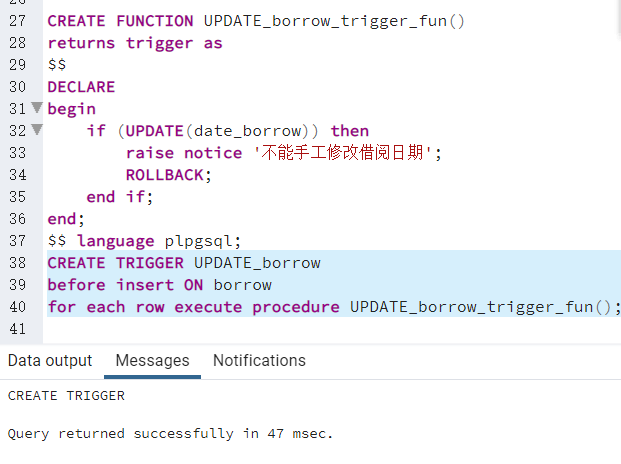 27 CREATE FUNCTION UPDATE_borrow_trigger_fun()
28 returns trigger as
29 $$
30 DECLARE
31 begin
32     if (UPDATE(date_borrow)) then
33         raise notice '不能手工修改借阅日期';
34         ROLLBACK;
35     end if;
36 end;
37 $$ language plpgsql;
38 CREATE TRIGGER UPDATE_borrow
39 before insert ON borrow
40 for each row execute procedure UPDATE_borrow_trigger_fun();
41
Data output Messages Notifications
CREATE TRIGGER
Query returned successfully in 47 msec.